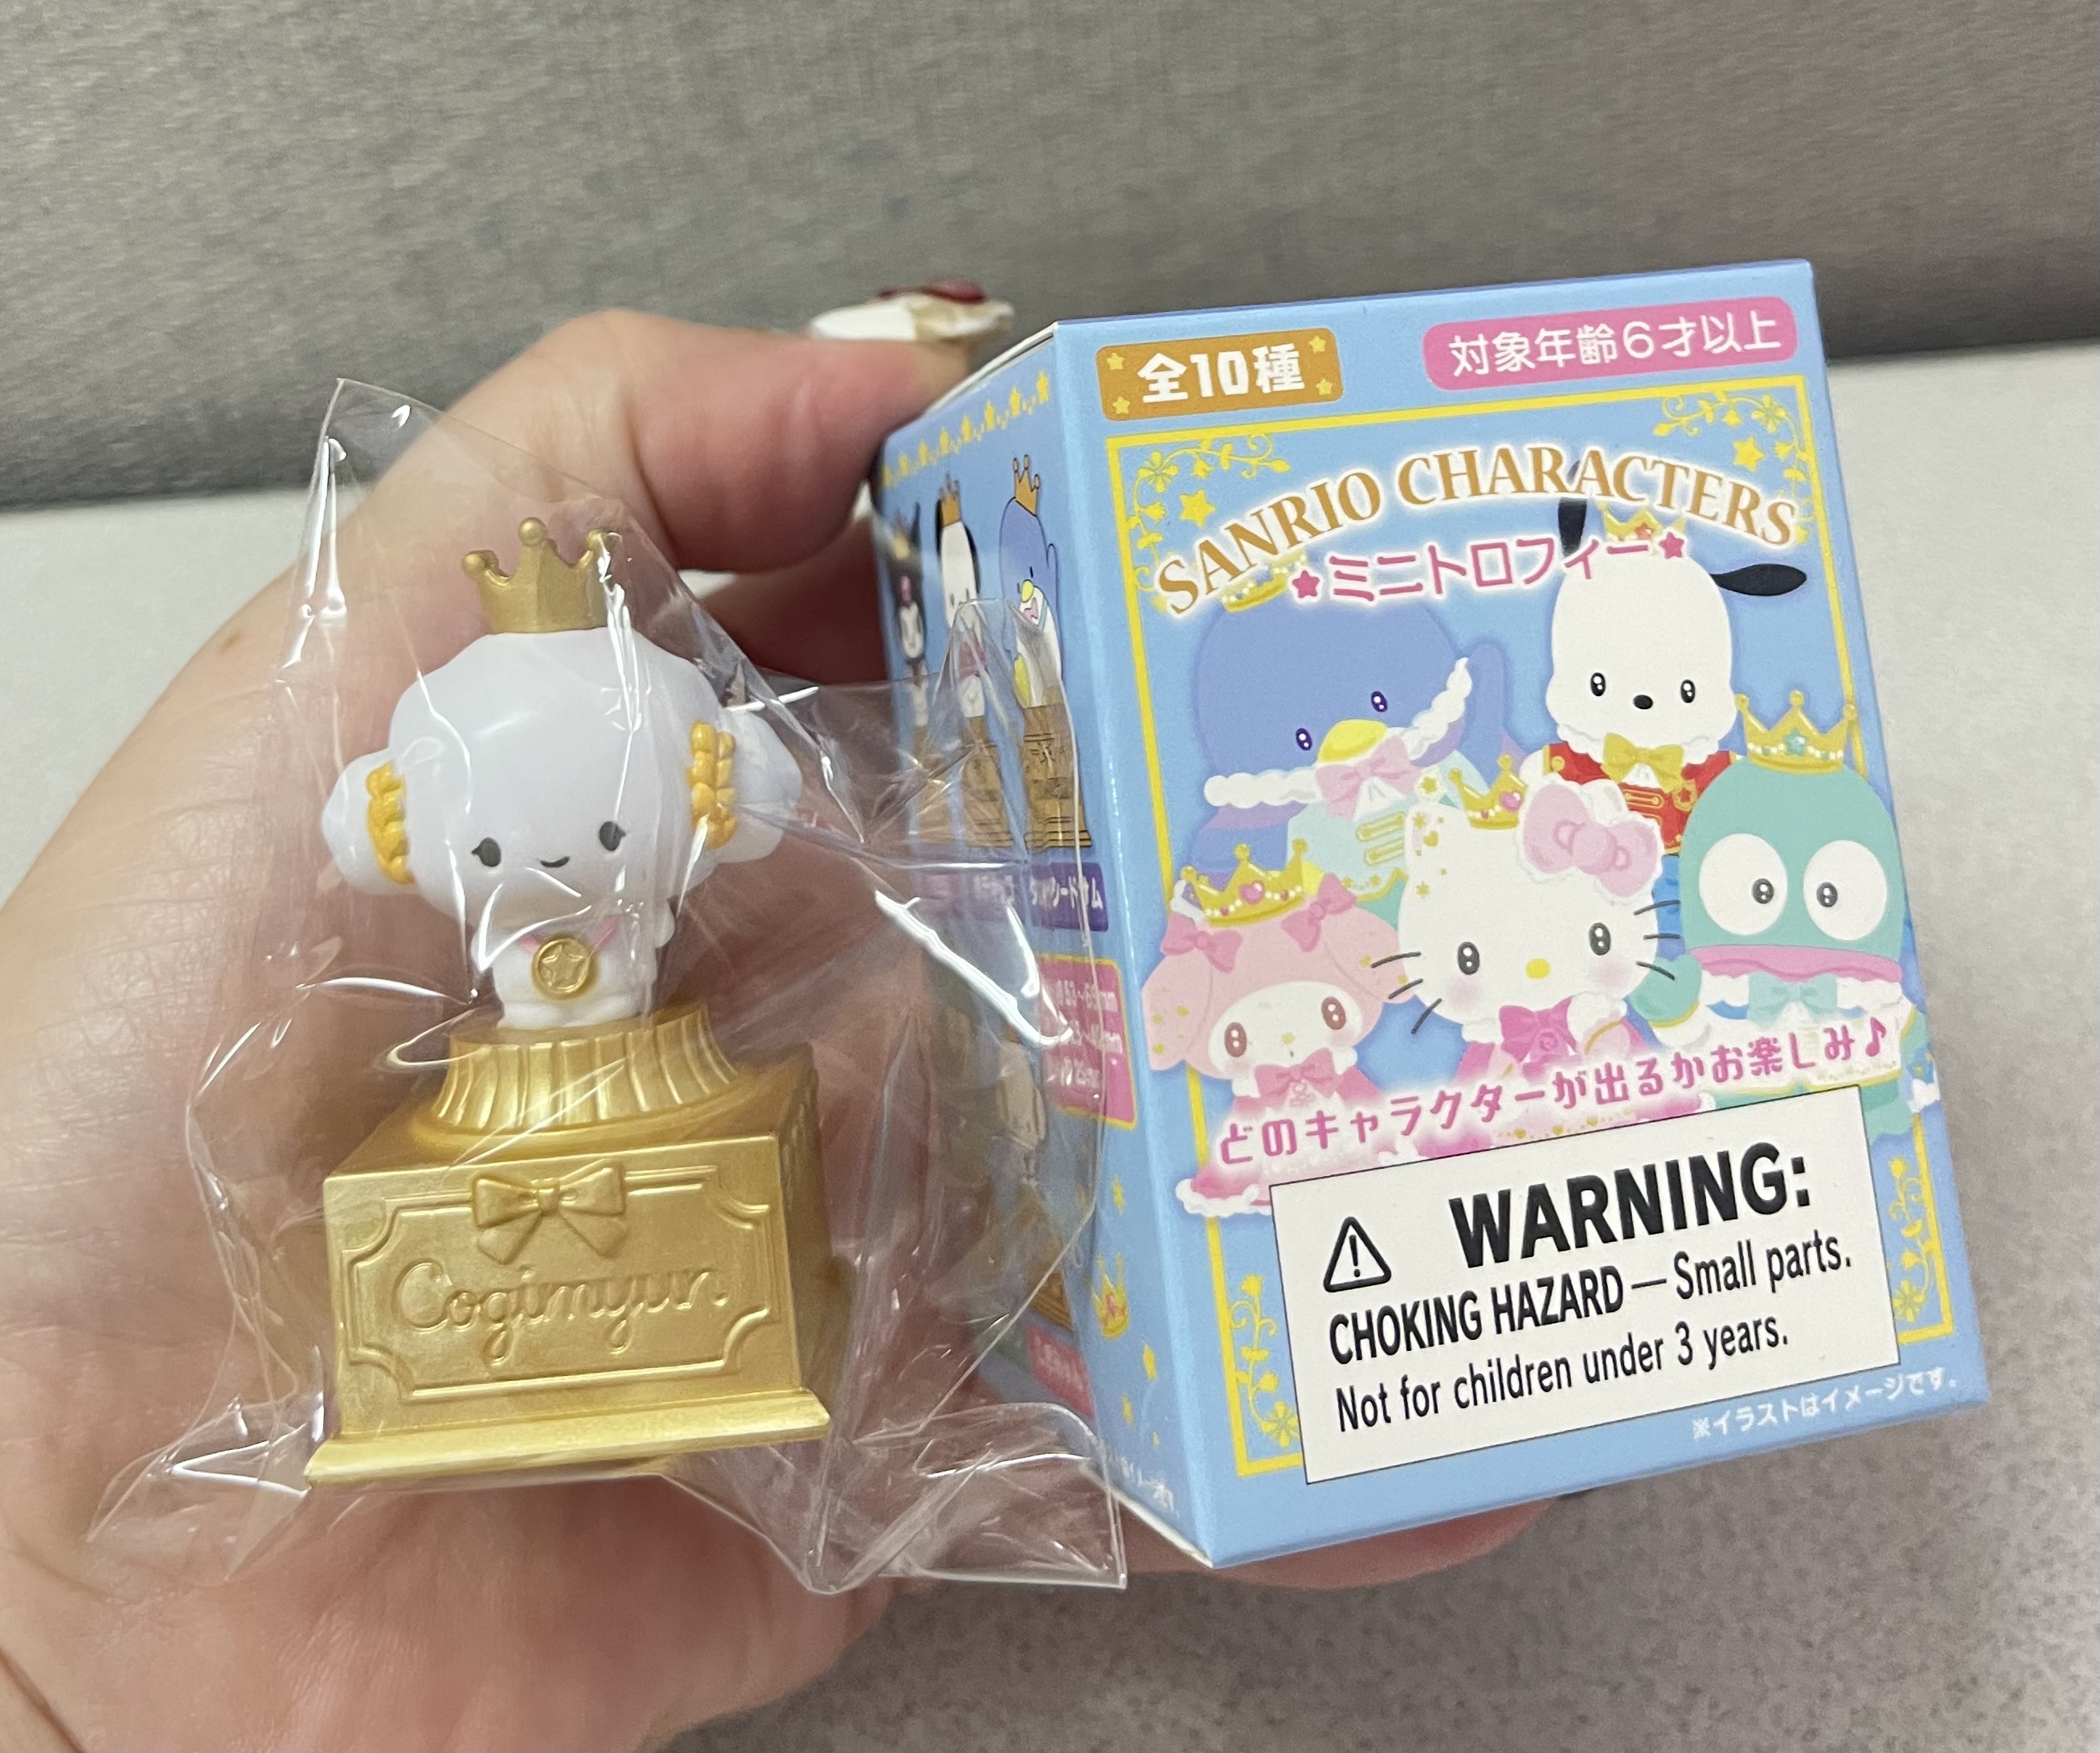 全10種
対象年齢6才以上
SANRIO CHARACTERS
ミニトロフィー
どのキャラクターが出るかお楽しみ♪
WARNING:
CHOKING HAZARD — Small parts.
Not for children under 3 years.
※イラストはイメージです。
Cogimyun